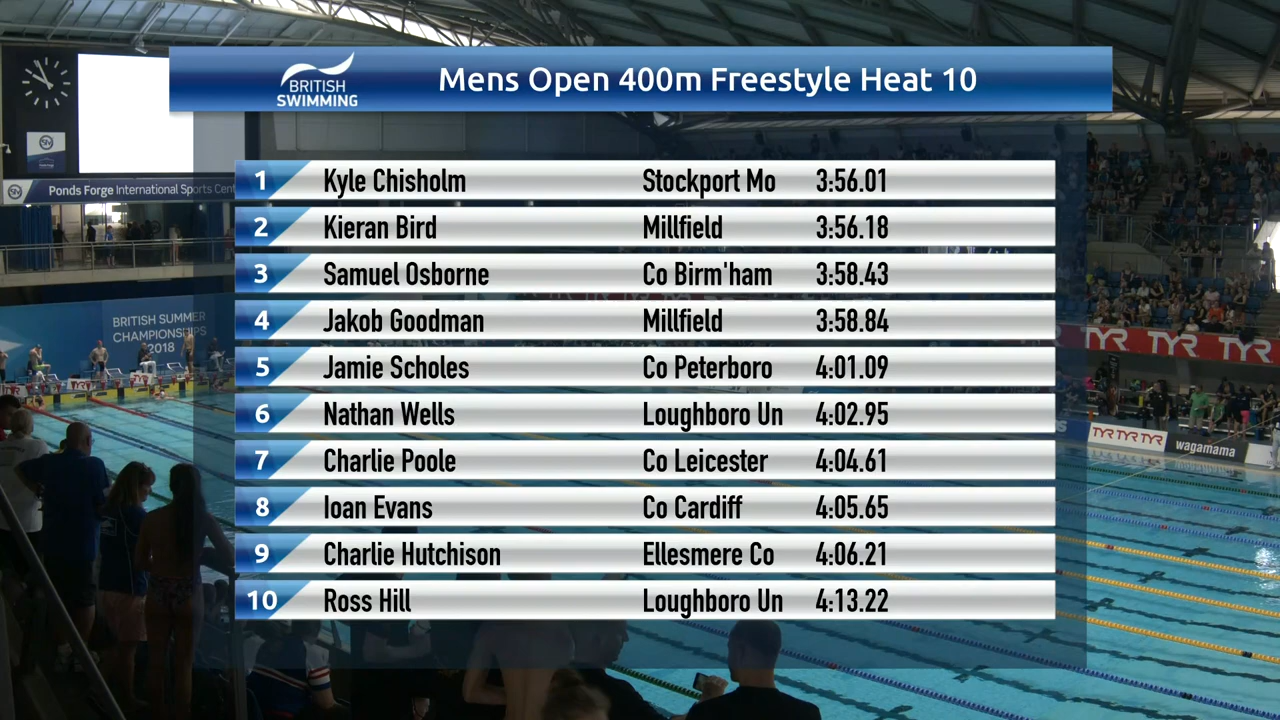 BRITISH
SWIMMING
Mens Open 400m Freestyle Heat 10
1 Kyle Chisholm Stockport Mo 3:56.01
2 Kieran Bird Millfield 3:56.18
3 Samuel Osborne Co Birm'ham 3:58.43
4 Jakob Goodman Millfield 3:58.84
5 Jamie Scholes Co Peterboro 4:01.09
6 Nathan Wells Loughboro Un 4:02.95
7 Charlie Poole Co Leicester 4:04.61
8 Ioan Evans Co Cardiff 4:05.65
9 Charlie Hutchison Ellesmere Co 4:06.21
10 Ross Hill Loughboro Un 4:13.22
Ponds Forge International Sports Cent
BRITISH SUMMER
CHAMPIONSHIPS
2018
TYR TYR TYR
TYR TYR TYR
wagamama